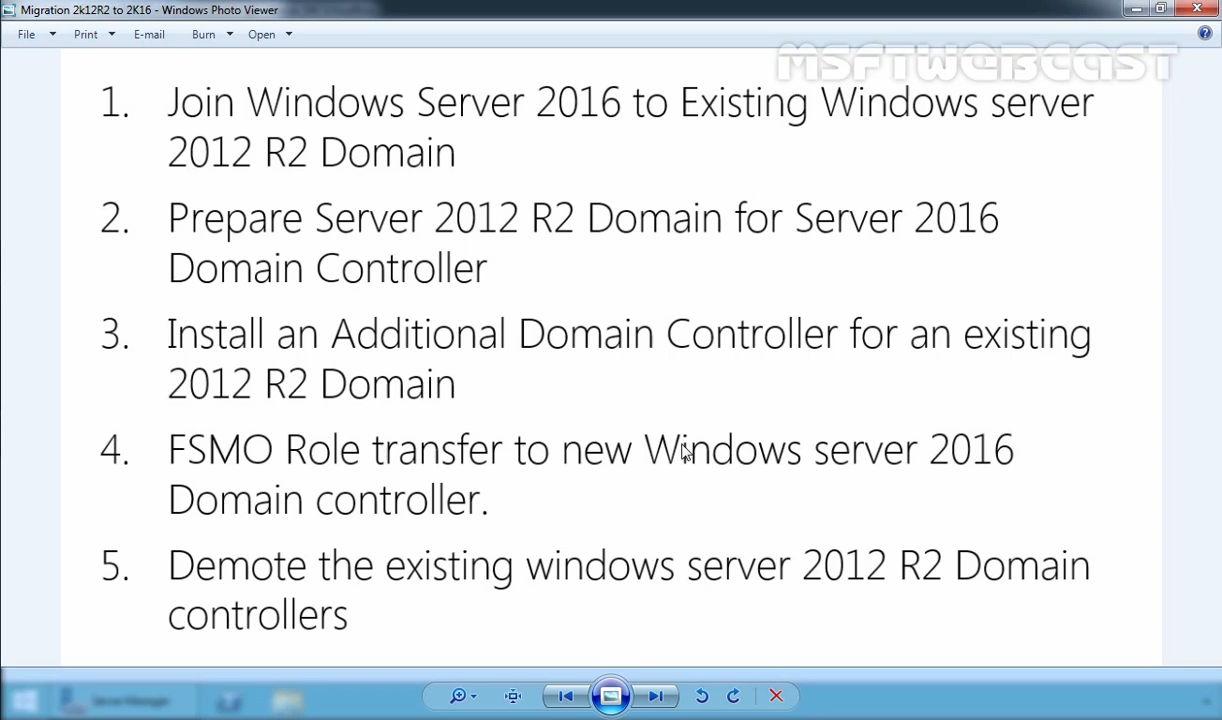 Migration 2k12R2 to 2K16 - Windows Photo Viewer
File Print E-mail Burn Open
MSFTWEBCAST
1. Join Windows Server 2016 to Existing Windows server
2012 R2 Domain
2. Prepare Server 2012 R2 Domain for Server 2016
Domain Controller
3. Install an Additional Domain Controller for an existing
2012 R2 Domain
4. FSMO Role transfer to new Windows server 2016
Domain controller.
5. Demote the existing windows server 2012 R2 Domain
controllers
Server Manager